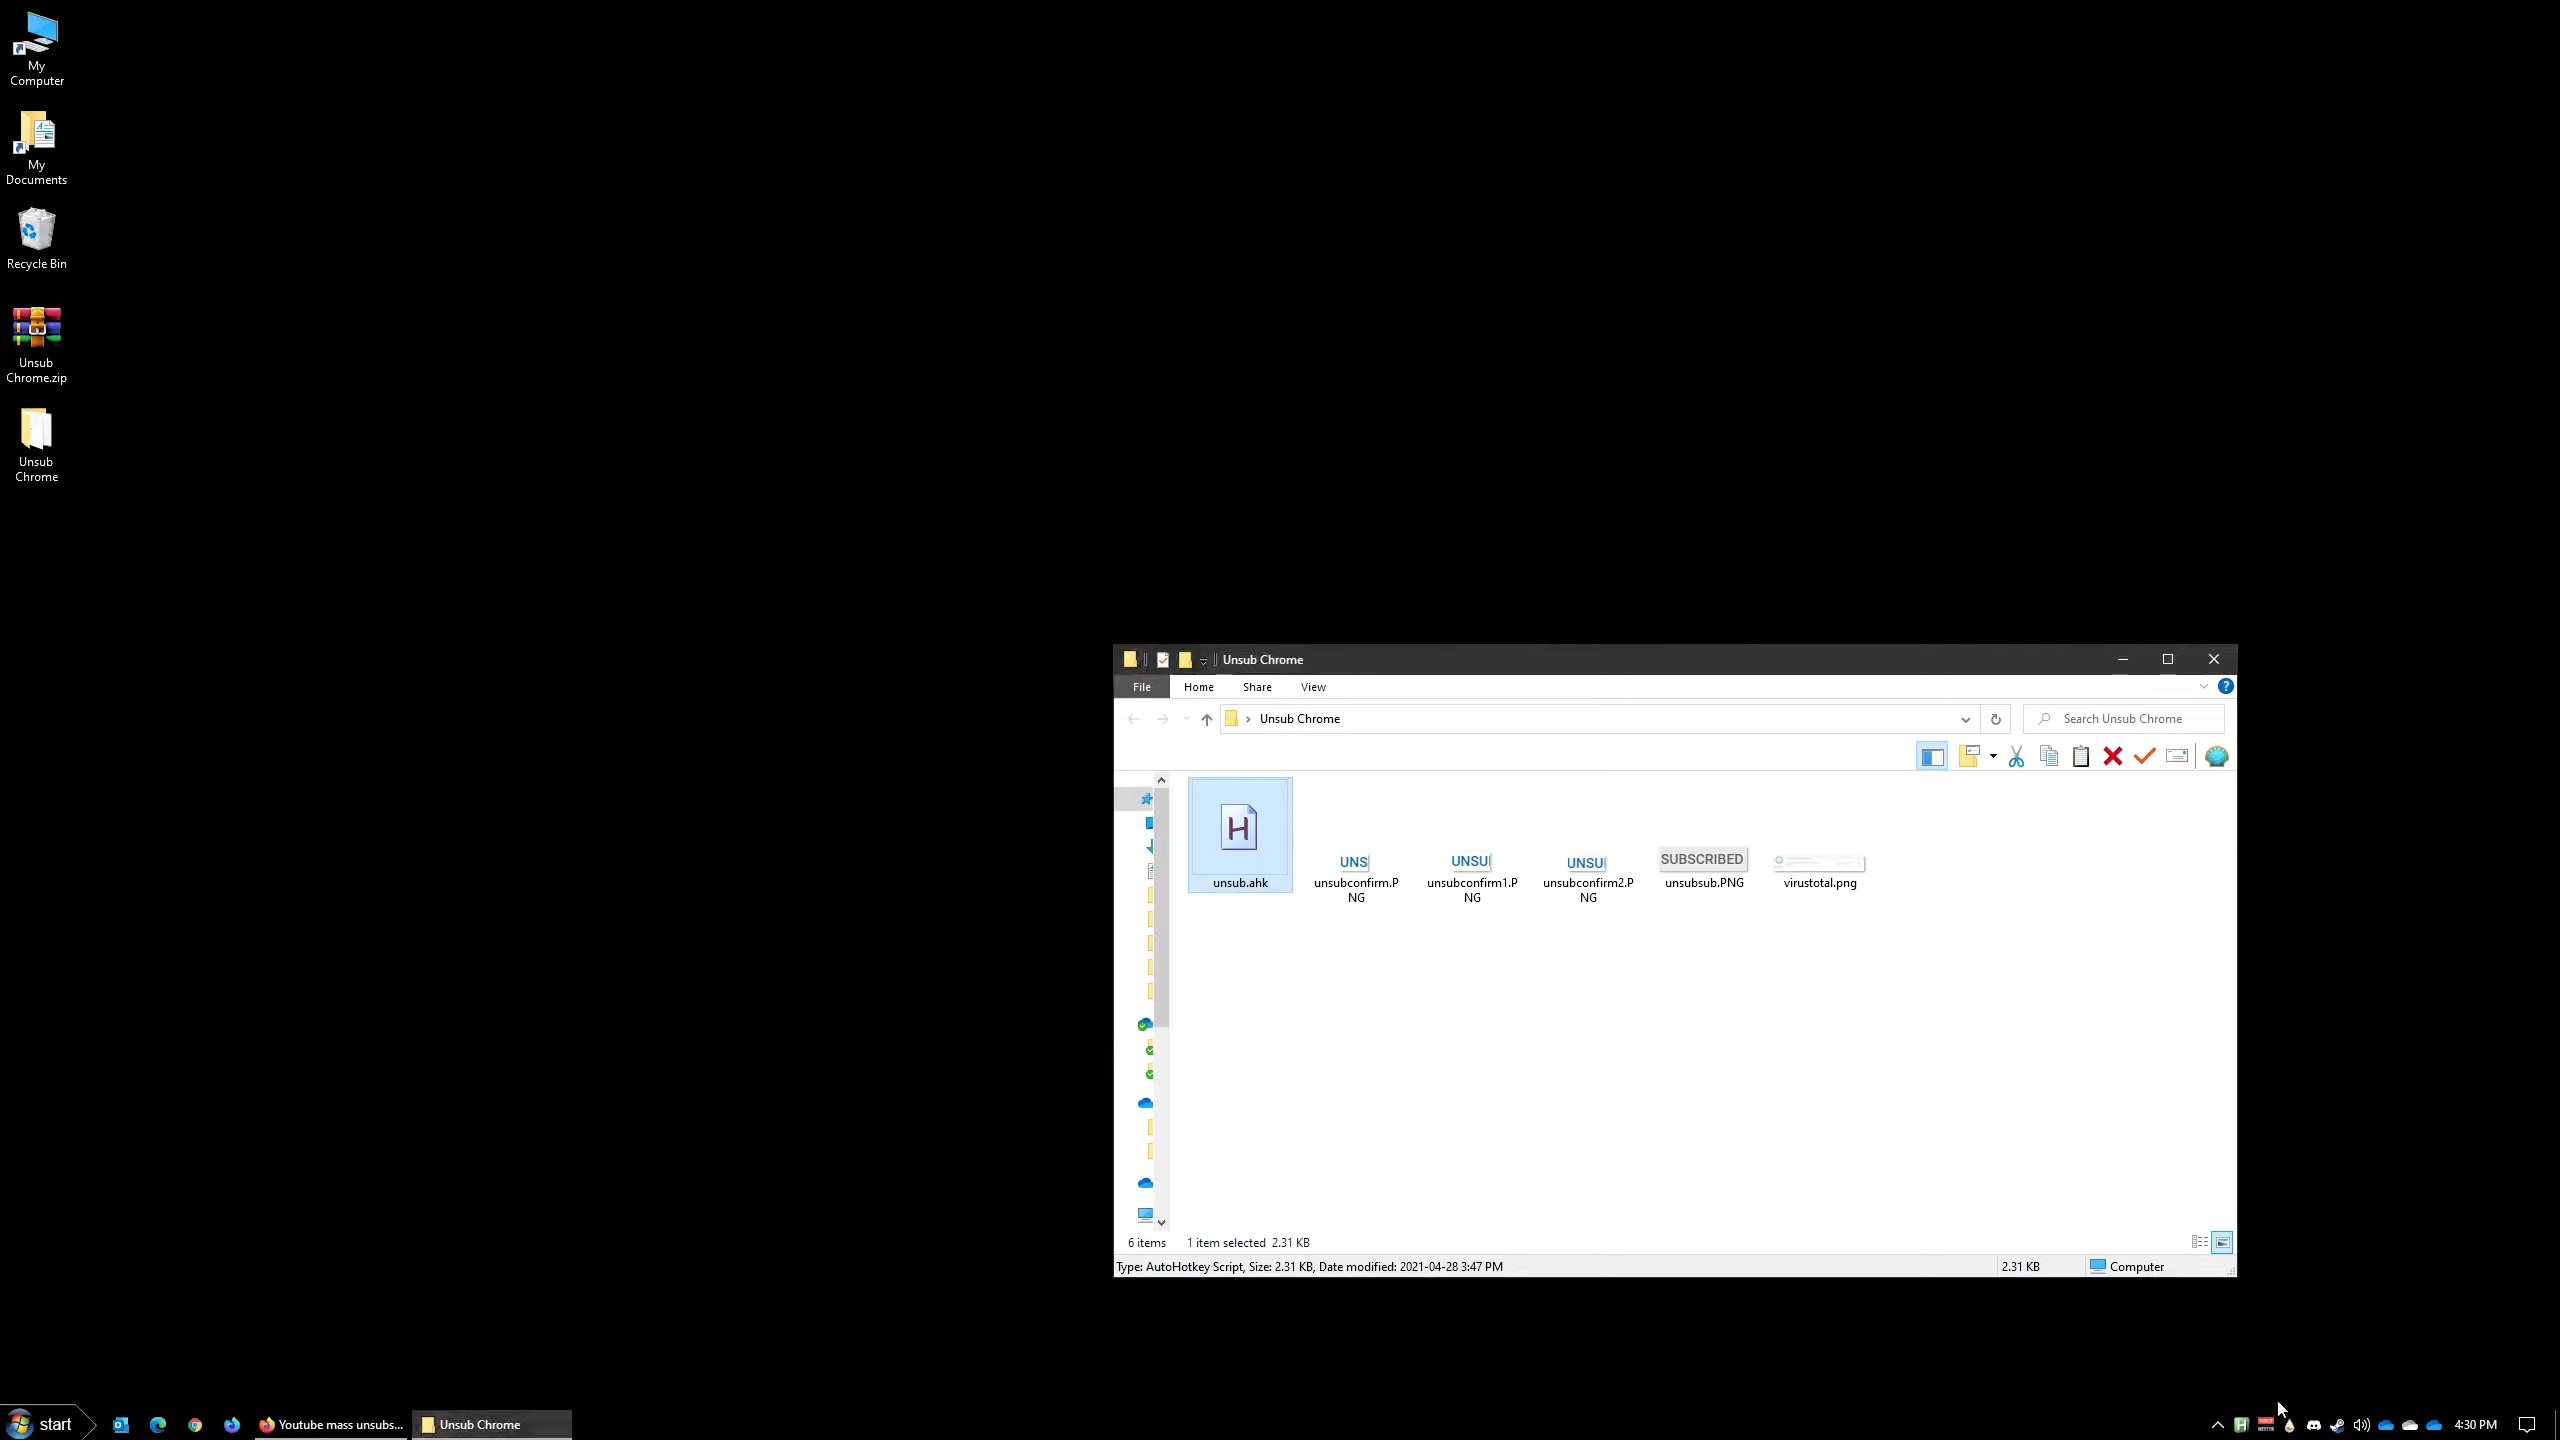 My
Computer
My
Documents
Recycle Bin
Unsub
Chrome.zip
Unsub
Chrome
Unsub Chrome
File Home Share View
Unsub Chrome
Search Unsub Chrome
H
UNS
UNSU
UNSU
SUBSCRIBED
unsub.ahk
unsubconfirm.P
NG
unsubconfirm1.P
NG
unsubconfirm2.P
NG
unsubsub.PNG
virustotal.png
6 items 1 item selected 2.31 KB
Type: AutoHotkey Script, Size: 2.31 KB, Date modified: 2021-04-28 3:47 PM 2.31 KB Computer
start Youtube mass unsubs... Unsub Chrome H 4:30 PM